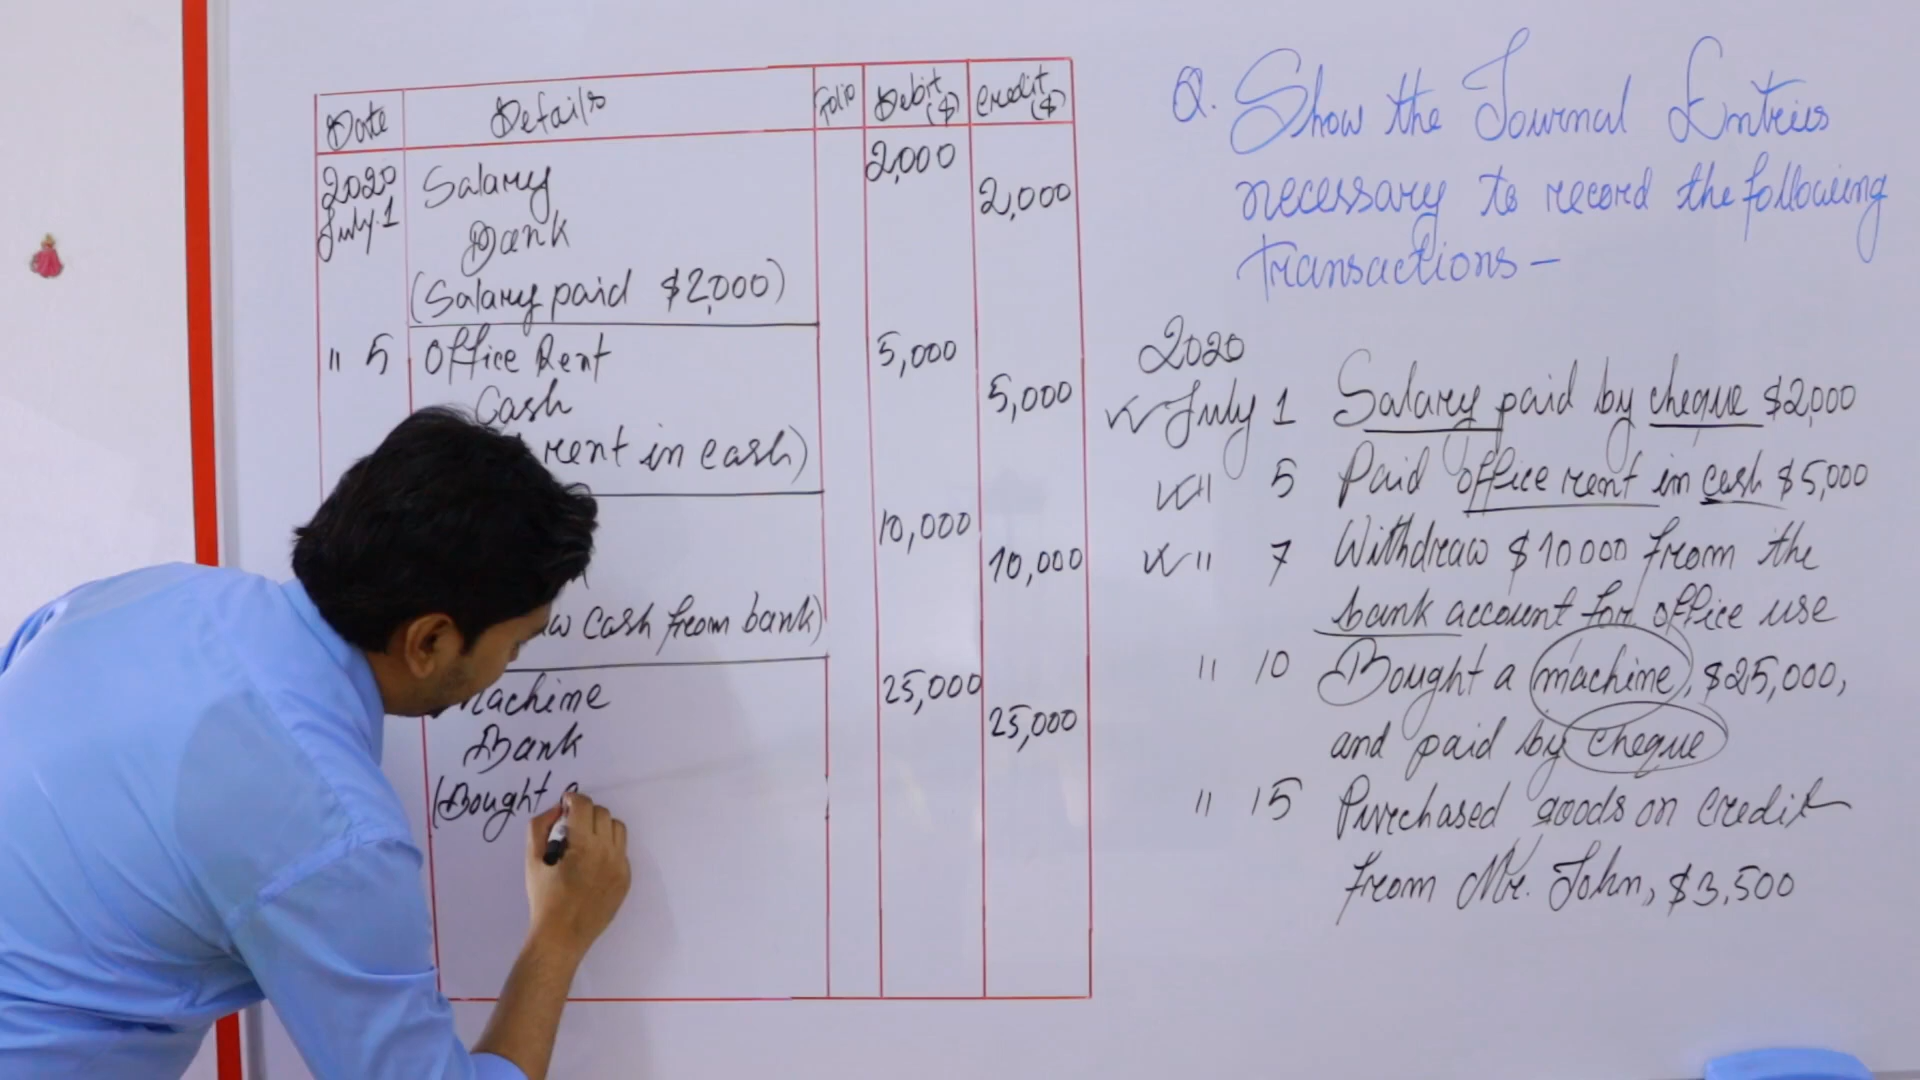 Date Details Folio Debit ($) Credit ($)
2020 Salary 2,000
July.1 Bank 2,000
(Salary paid $2,000)
" 5 Office Rent 5,000
Cash 5,000
rent in cash)
10,000
10,000
cash from bank)
Machine 25,000
Bank 25,000
(Bought a
Q. Show the Journal Entries
necessary to record the following
transactions –
2020
July 1 Salary paid by cheque $2,000
" 5 Paid office rent in cash $5,000
" 7 Withdraw $10000 from the
bank account for office use
" 10 Bought a machine, $25,000,
and paid by cheque
" 15 Purchased goods on credit
from Mr. John, $3,500